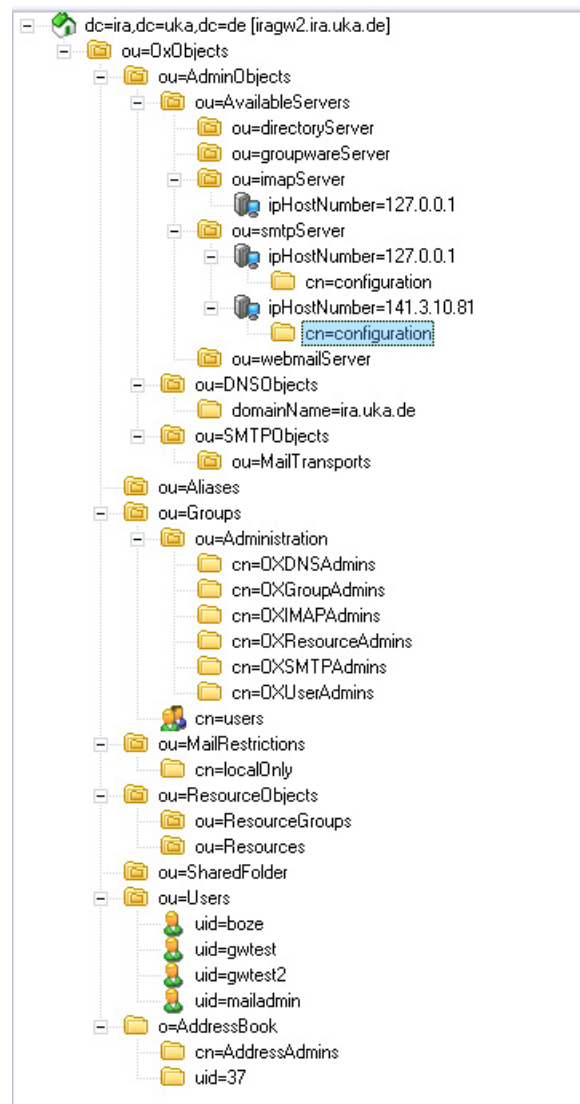 dc=ira,dc=uka,dc=de [iragw2.ira.uka.de]
ou=OxObjects
ou=AdminObjects
ou=AvailableServers
ou=directoryServer
ou=groupwareServer
ou=imapServer
ipHostNumber=127.0.0.1
ou=smtpServer
ipHostNumber=127.0.0.1
cn=configuration
ipHostNumber=141.3.10.81
cn=configuration
ou=webmailServer
ou=DNSObjects
domainName=ira.uka.de
ou=SMTPObjects
ou=MailTransports
ou=Aliases
ou=Groups
ou=Administration
cn=OXDNSAdmins
cn=OXGroupAdmins
cn=OXIMAPAdmins
cn=OXResourceAdmins
cn=OXSMTPAdmins
cn=OXUserAdmins
cn=users
ou=MailRestrictions
cn=localOnly
ou=ResourceObjects
ou=ResourceGroups
ou=Resources
ou=SharedFolder
ou=Users
uid=boze
uid=gwtest
uid=gwtest2
uid=mailadmin
o=AddressBook
cn=AddressAdmins
uid=37